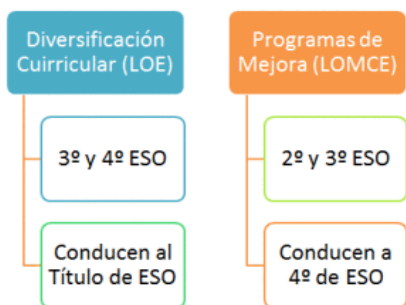 Diversificación
Cuirricular (LOE)
3º y 4º ESO
Conducen al
Título de ESO
Programas de
Mejora (LOMCE)
2º y 3º ESO
Conducen a
4º de ESO